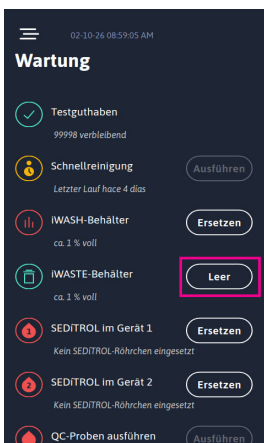 02-10-26 08:59:05 AM
Wartung
Testguthaben
99998 verbleibend
Schnellreinigung
Ausführen
Letzter Lauf hace 4 días
iWASH-Behälter
Ersetzen
ca. 1 % voll
iWASTE-Behälter
Leer
ca. 1 % voll
1
SEDiTROL im Gerät 1
Ersetzen
Kein SEDiTROL-Röhrchen eingesetzt
2
SEDiTROL im Gerät 2
Ersetzen
Kein SEDiTROL-Röhrchen eingesetzt
QC-Proben ausführen
Ausführen